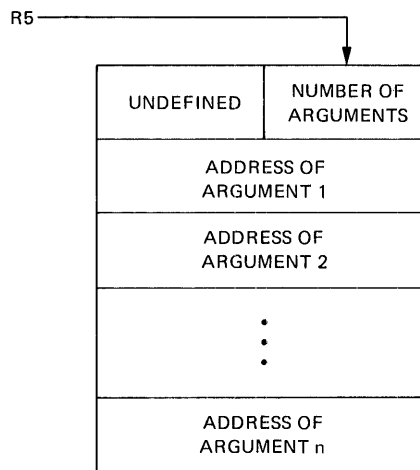 R5
UNDEFINED
NUMBER OF
ARGUMENTS
ADDRESS OF
ARGUMENT 1
ADDRESS OF
ARGUMENT 2
ADDRESS OF
ARGUMENT n